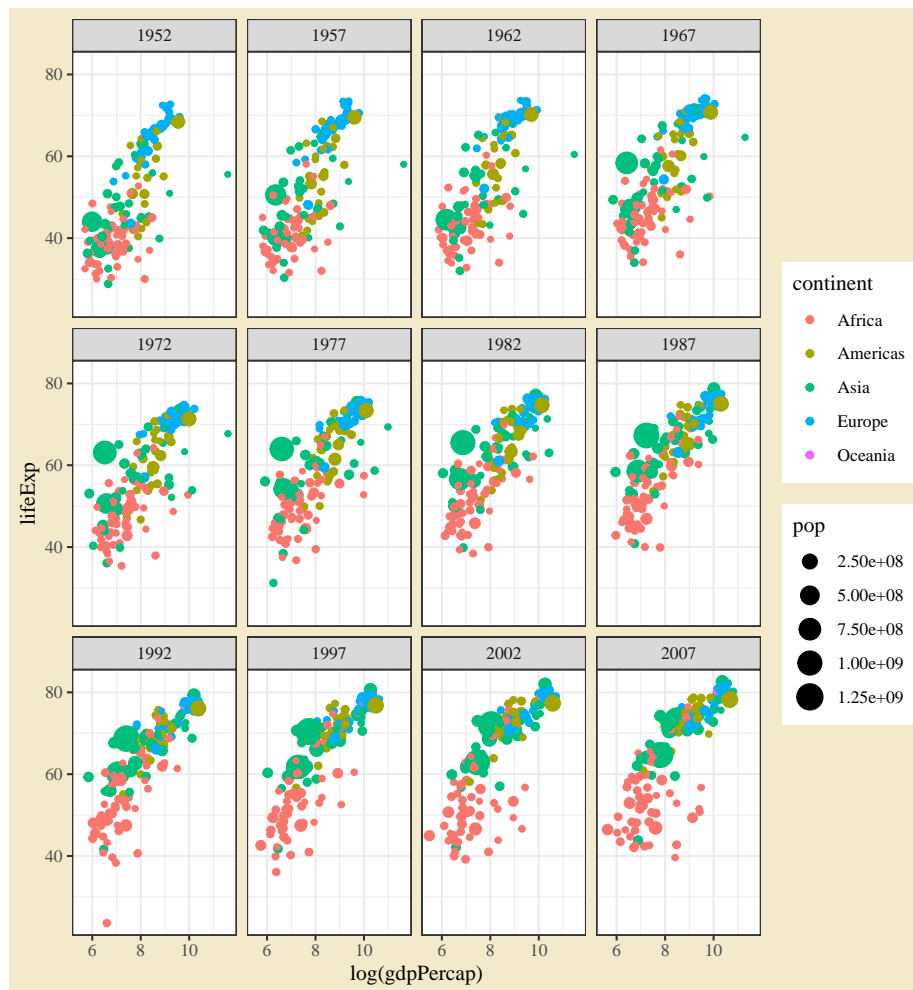 1952 1957 1962 1967
80
60
40
1972 1977 1982 1987
80
60
40
1992 1997 2002 2007
80
60
40
6 8 10 6 8 10 6 8 10 6 8 10
log(gdpPercap)
lifeExp
continent
Africa
Americas
Asia
Europe
Oceania
pop
2.50e+08
5.00e+08
7.50e+08
1.00e+09
1.25e+09